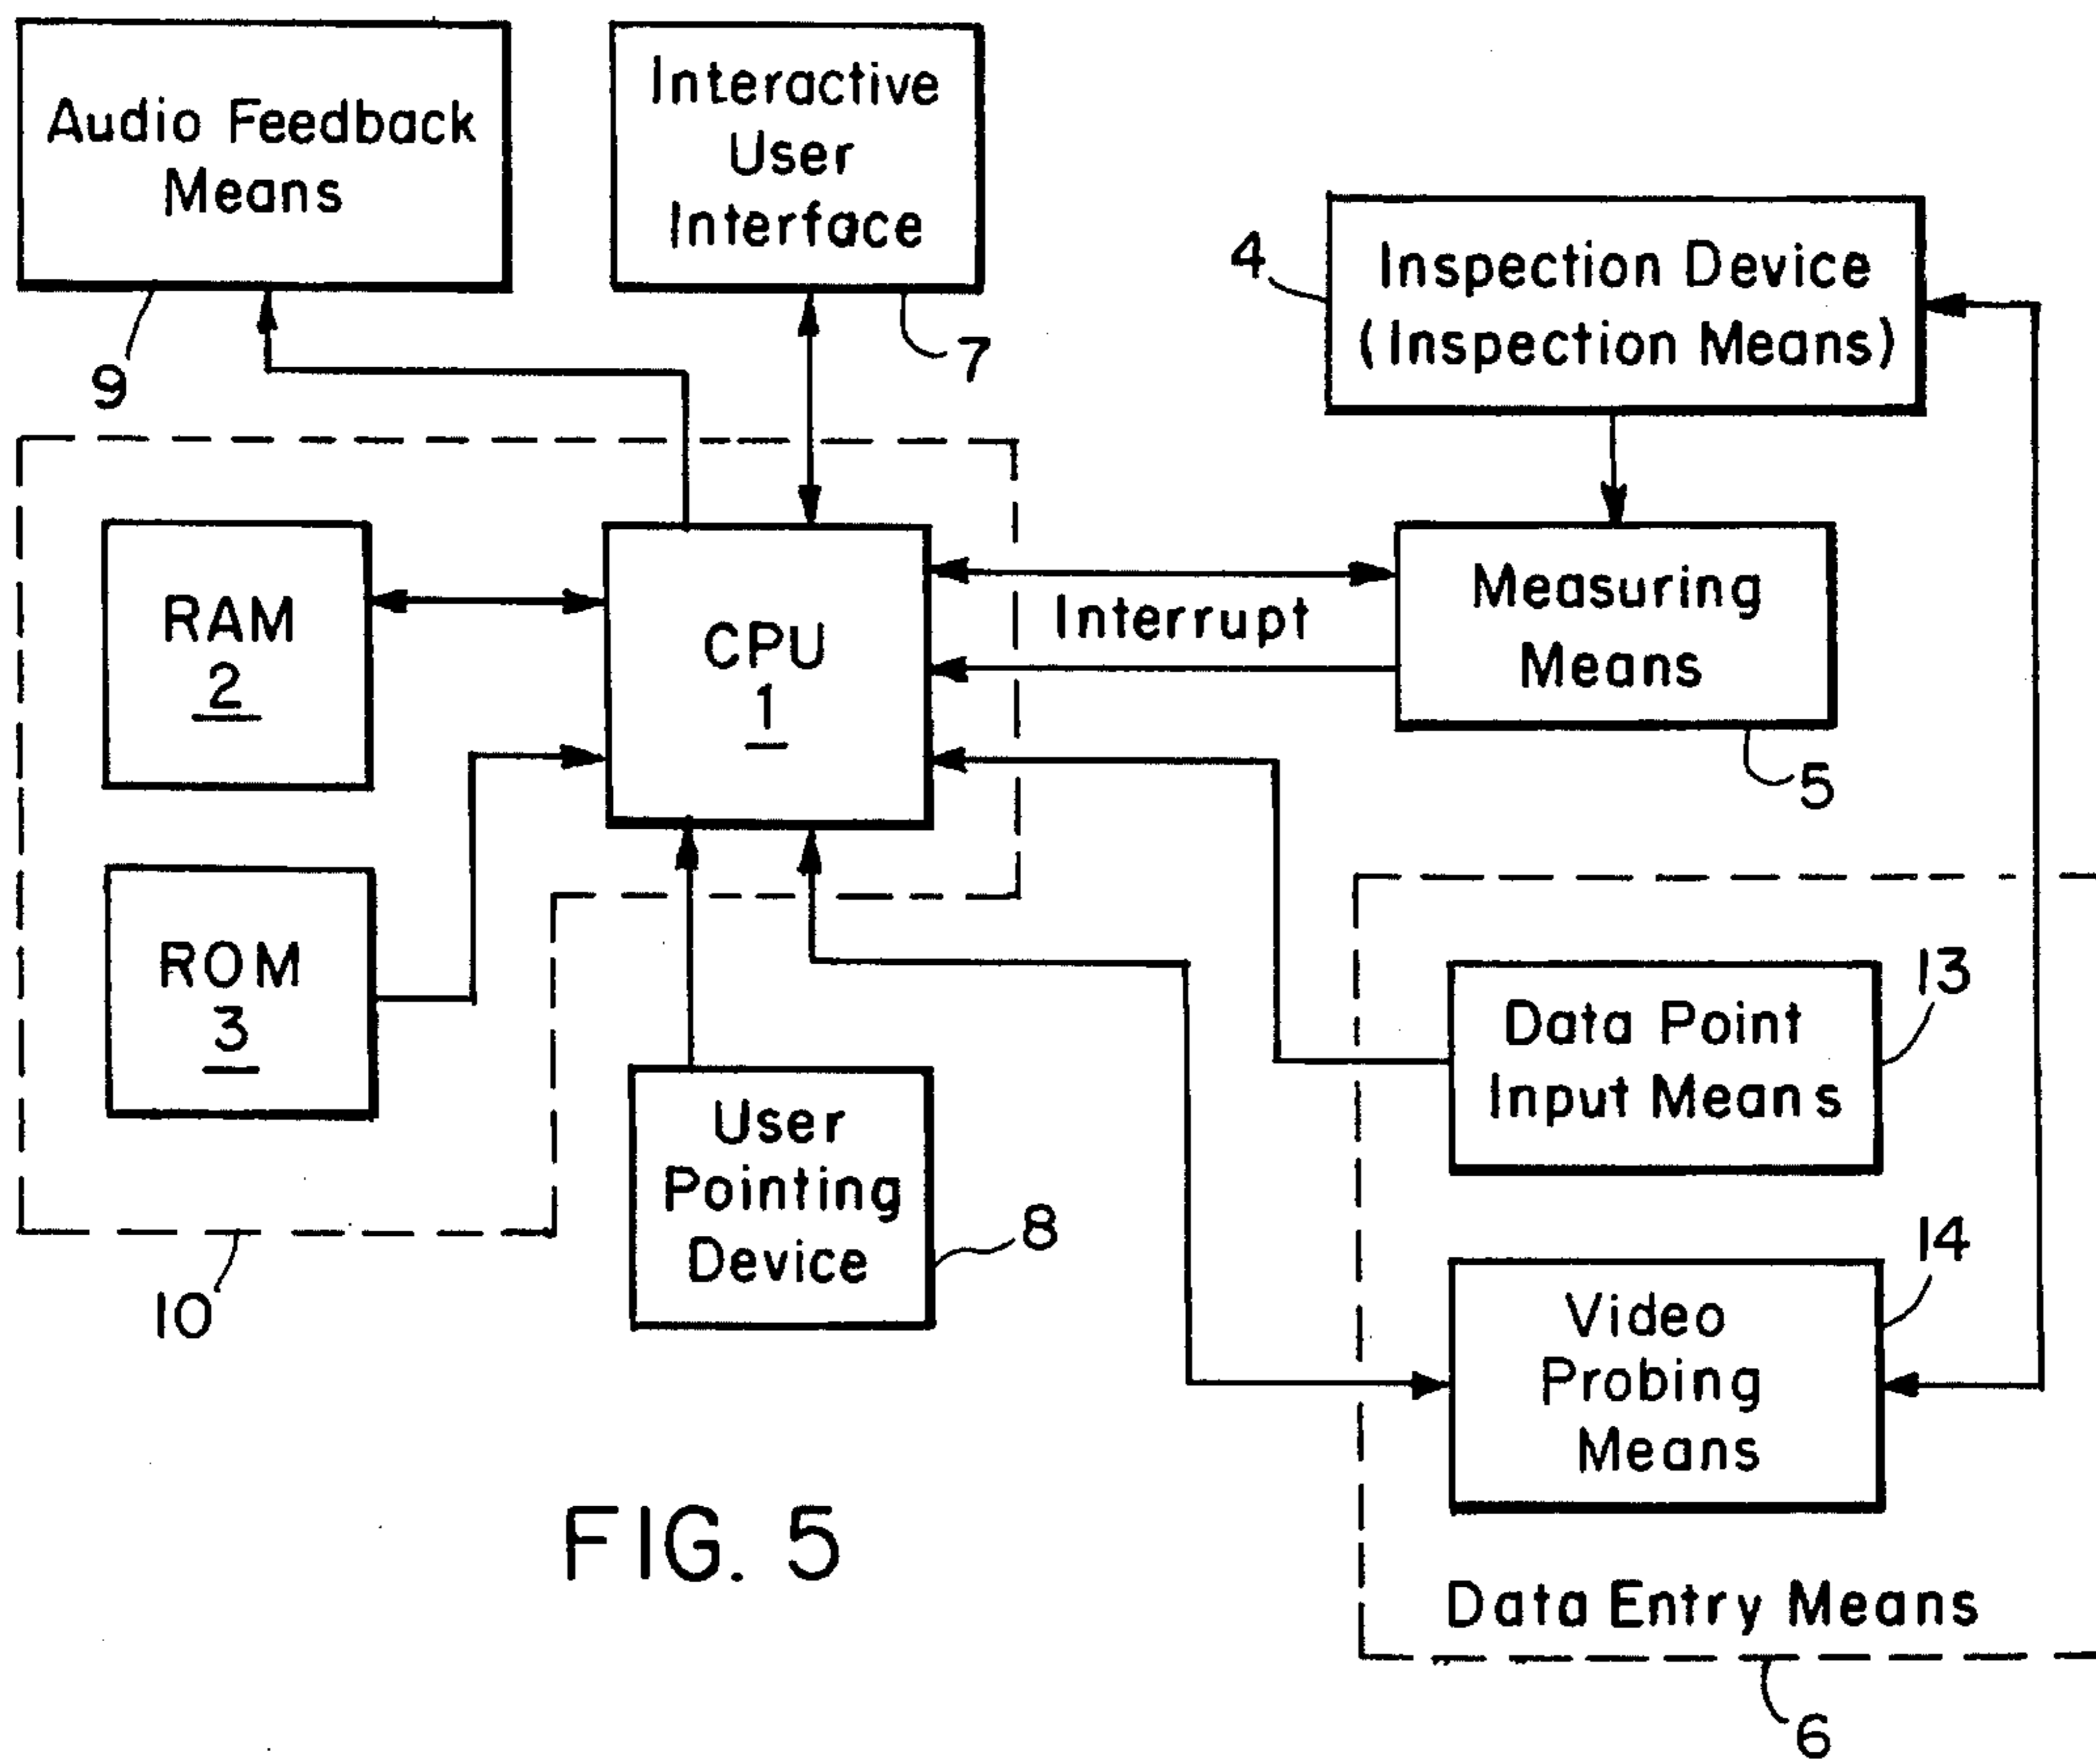 Audio Feedback
Means
9
Interactive
User
Interface
7
4
Inspection Device
(Inspection Means)
RAM
2
CPU
1
Interrupt
Measuring
Means
5
ROM
3
10
User
Pointing
Device
8
Data Point
Input Means
13
Video
Probing
Means
14
Data Entry Means
6
FIG. 5